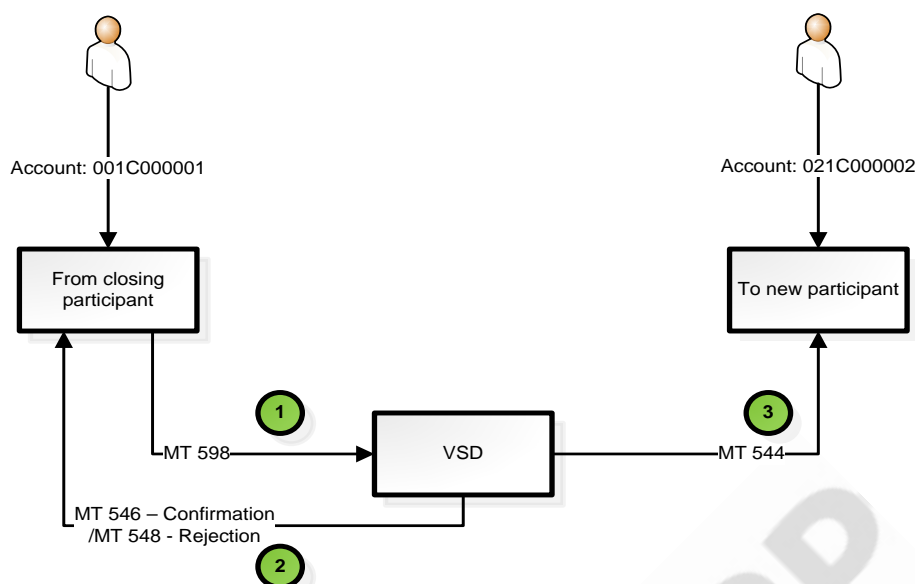 Account: 001C000001
Account: 021C000002
From closing
participant
To new participant
1
3
MT 598
VSD
MT 544
MT 546 – Confirmation
/MT 548 - Rejection
2